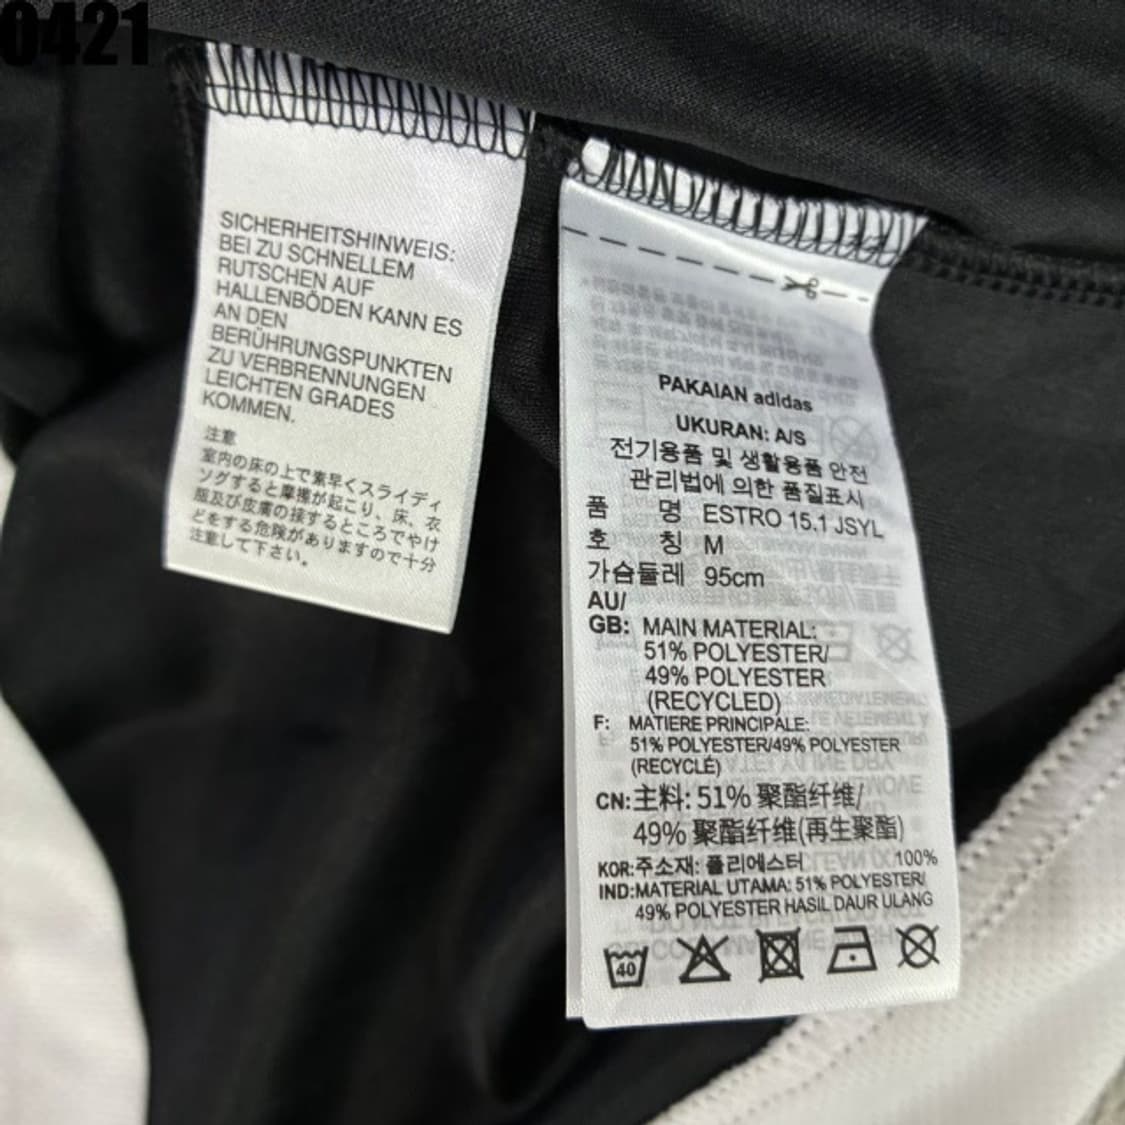 0421
SICHERHEITSHINWEIS:
BEI ZU SCHNELLEM
RUTSCHEN AUF
HALLENBÖDEN KANN ES
AN DEN
BERÜHRUNGSPUNKTEN
ZU VERBRENNUNGEN
LEICHTEN GRADES
KOMMEN.
注意
室内の床の上で素早くスライディ
ングすると摩擦が起こり、床、衣
服及び皮膚の接するところでやけ
どをする危険がありますので十分
注意して下さい。
PAKAIAN adidas
UKURAN: A/S
전기용품 및 생활용품 안전
관리법에 의한 품질표시
품 명 ESTRO 15.1 JSYL
호 칭 M
가슴둘레 95cm
AU/
GB: MAIN MATERIAL:
51% POLYESTER/
49% POLYESTER
(RECYCLED)
F: MATIERE PRINCIPALE:
51% POLYESTER/49% POLYESTER
(RECYCLÉ)
CN:主料: 51% 聚酯纤维/
49% 聚酯纤维(再生聚酯)
KOR:주소재: 폴리에스터 100%
IND:MATERIAL UTAMA: 51% POLYESTER/
49% POLYESTER HASIL DAUR ULANG
40